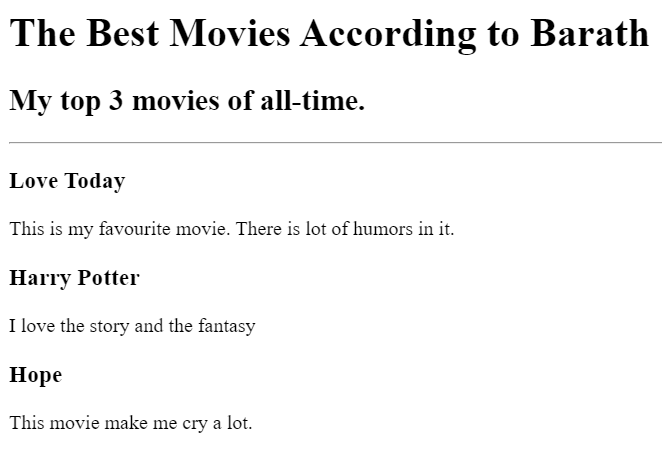 The Best Movies According to Barath
My top 3 movies of all-time.
Love Today
This is my favourite movie. There is lot of humors in it.
Harry Potter
I love the story and the fantasy
Hope
This movie make me cry a lot.